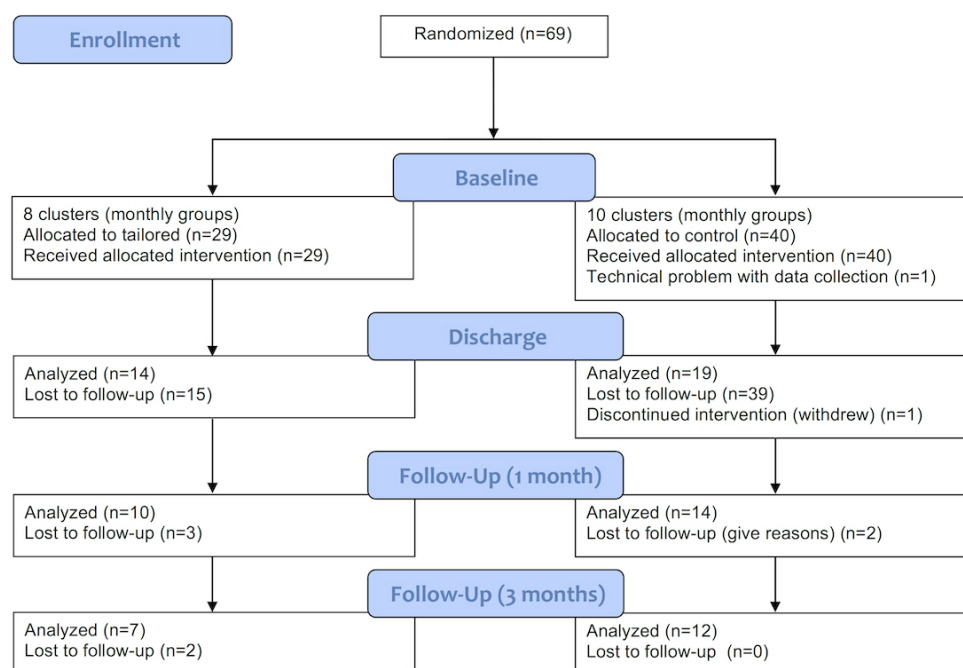 Enrollment
Randomized (n=69)
Baseline
8 clusters (monthly groups)
Allocated to tailored (n=29)
Received allocated intervention (n=29)
10 clusters (monthly groups)
Allocated to control (n=40)
Received allocated intervention (n=40)
Technical problem with data collection (n=1)
Discharge
Analyzed (n=14)
Lost to follow-up (n=15)
Analyzed (n=19)
Lost to follow-up (n=39)
Discontinued intervention (withdrew) (n=1)
Follow-Up (1 month)
Analyzed (n=10)
Lost to follow-up (n=3)
Analyzed (n=14)
Lost to follow-up (give reasons) (n=2)
Follow-Up (3 months)
Analyzed (n=7)
Lost to follow-up (n=2)
Analyzed (n=12)
Lost to follow-up (n=0)